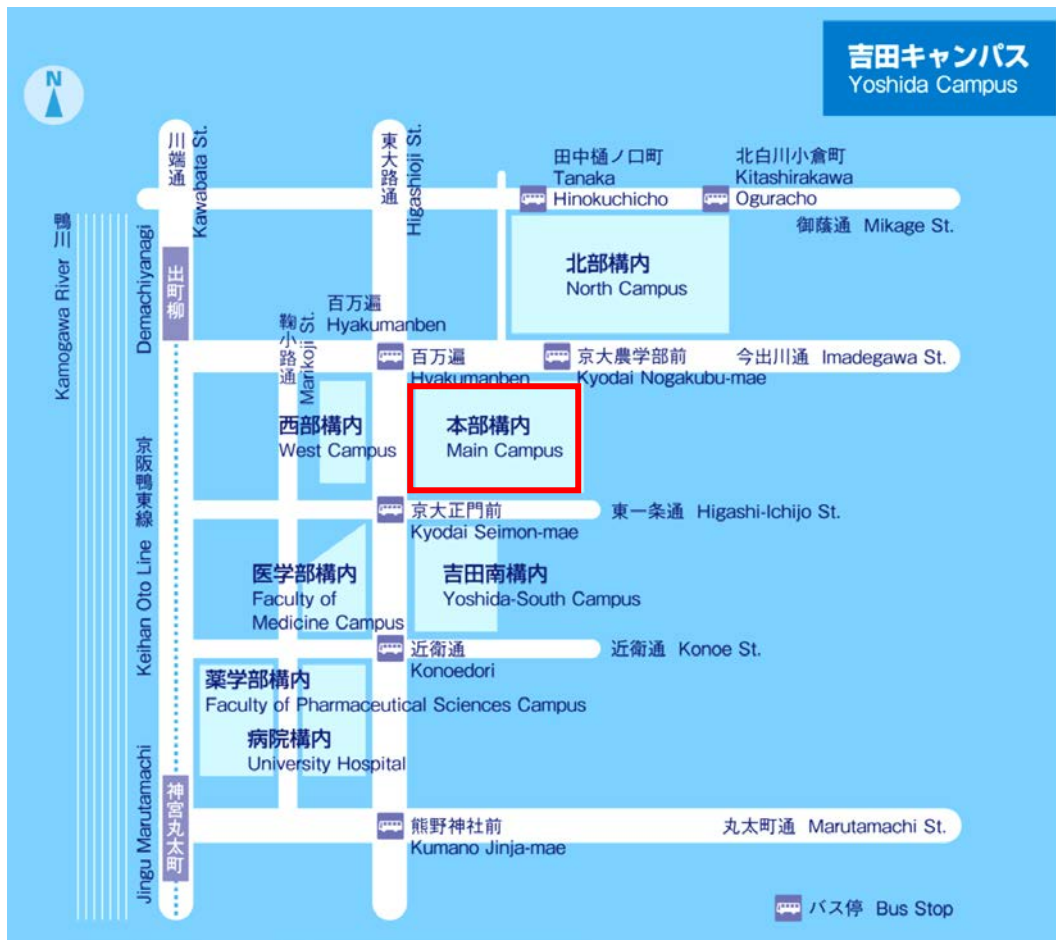 吉田キャンパス
Yoshida Campus
N
川端通
Kawabata St.
東大路通
Higashioji St.
田中樋ノ口町
Tanaka
Hinokuchicho
北白川小倉町
Kitashirakawa
Oguracho
御蔭通 Mikage St.
鴨川
Kamogawa River
出町柳
Demachiyanagi
北部構内
North Campus
百万遍
Hyakumanben
鞠小路通
Marikoji St.
百万遍
Hyakumanben
京大農学部前
Kyodai Nogakubu-mae
今出川通 Imadegawa St.
西部構内
West Campus
本部構内
Main Campus
京阪鴨東線
Keihan Oto Line
京大正門前
Kyodai Seimon-mae
東一条通 Higashi-Ichijo St.
医学部構内
Faculty of
Medicine Campus
吉田南構内
Yoshida-South Campus
近衛通
Konoedori
近衛通 Konoe St.
薬学部構内
Faculty of Pharmaceutical Sciences Campus
病院構内
University Hospital
神宮丸太町
Jingu Marutamachi
熊野神社前
Kumano Jinja-mae
丸太町通 Marutamachi St.
バス停 Bus Stop